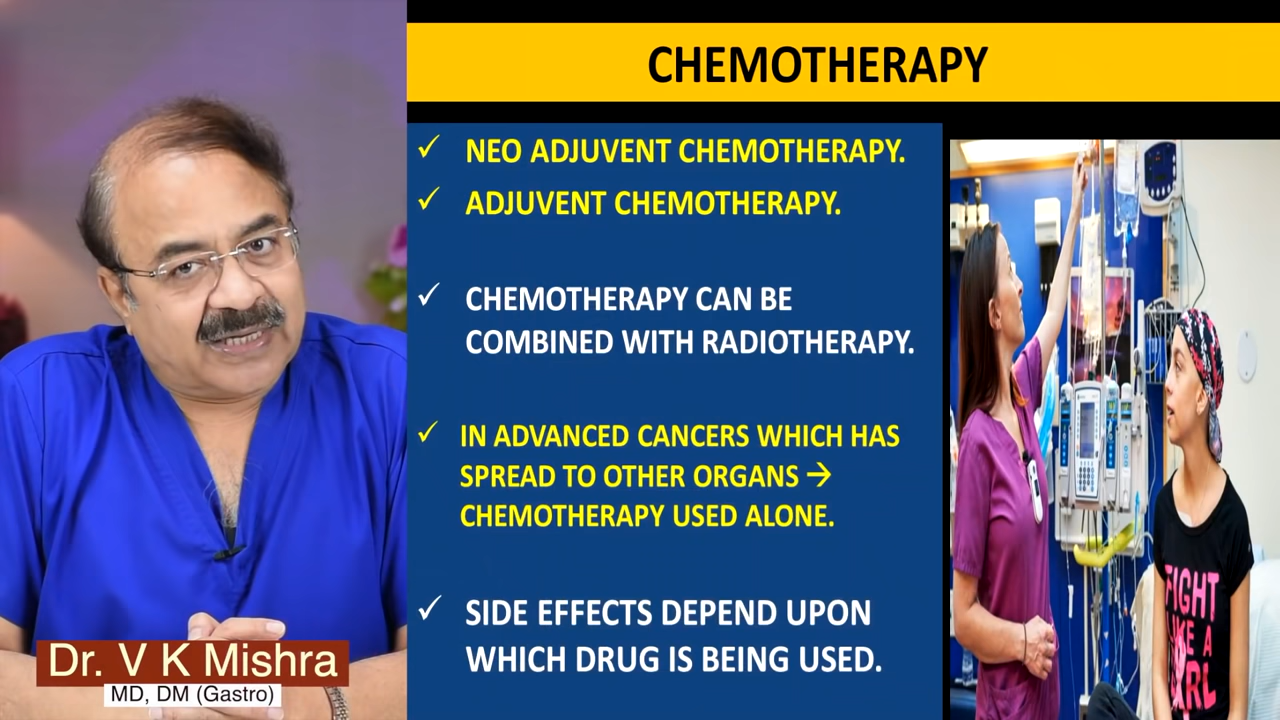 CHEMOTHERAPY
✓ NEO ADJUVENT CHEMOTHERAPY.
✓ ADJUVENT CHEMOTHERAPY.
✓ CHEMOTHERAPY CAN BE
COMBINED WITH RADIOTHERAPY.
✓ IN ADVANCED CANCERS WHICH HAS
SPREAD TO OTHER ORGANS →
CHEMOTHERAPY USED ALONE.
✓ SIDE EFFECTS DEPEND UPON
WHICH DRUG IS BEING USED.
Dr. V K Mishra
MD, DM (Gastro)
FIGHT
LIKE A
GIRL